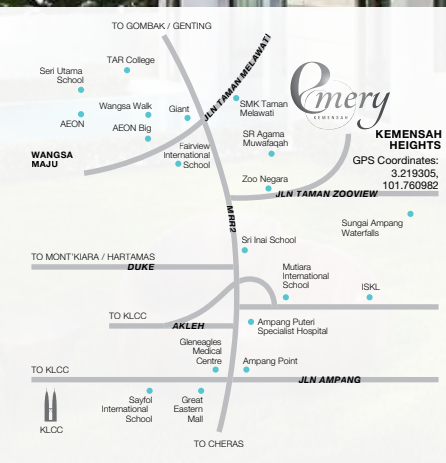 TO GOMBAK / GENTING
TAR College
Seri Utama
School
JLN TAMAN MELAWATI
emery
KEMENSAH
Wangsa Walk
Giant
SMK Taman
Melawati
AEON
AEON Big
SR Agama
Muwafaqah
KEMENSAH
HEIGHTS
GPS Coordinates:
3.219305,
101.760982
WANGSA
MAJU
Fairview
International
School
Zoo Negara
JLN TAMAN ZOOVIEW
MRR2
Sungai Ampang
Waterfalls
Sri Inai School
TO MONT'KIARA / HARTAMAS
DUKE
Mutiara
International
School
ISKL
TO KLCC
AKLEH
Ampang Puteri
Specialist Hospital
Gleneagles
Medical
Centre
Ampang Point
TO KLCC
JLN AMPANG
KLCC
Sayfol
International
School
Great
Eastern
Mall
TO CHERAS